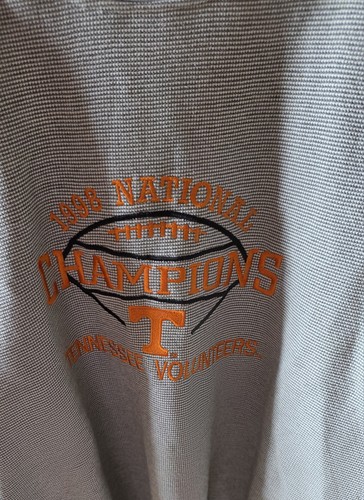 1998 NATIONAL
CHAMPIONS
T
TENNESSEE VOLUNTEERS